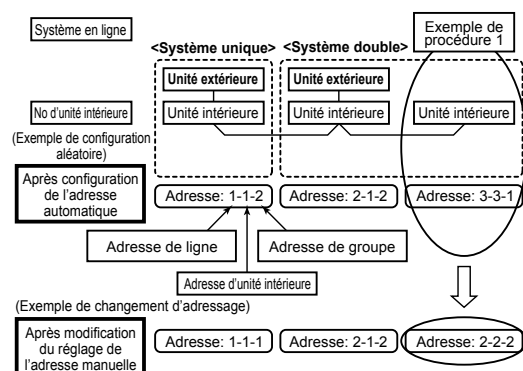 Système en ligne
<Système unique>
<Système double>
Exemple de
procédure 1
Unité extérieure
Unité extérieure
No d'unité intérieure
Unité intérieure
Unité intérieure
Unité intérieure
(Exemple de configuration
aléatoire)
Après configuration
de l'adresse
automatique
Adresse: 1-1-2
Adresse: 2-1-2
Adresse: 3-3-1
Adresse de ligne
Adresse de groupe
Adresse d'unité intérieure
(Exemple de changement d'adressage)
Après modification
du réglage de
l'adresse manuelle
Adresse: 1-1-1
Adresse: 2-1-2
Adresse: 2-2-2